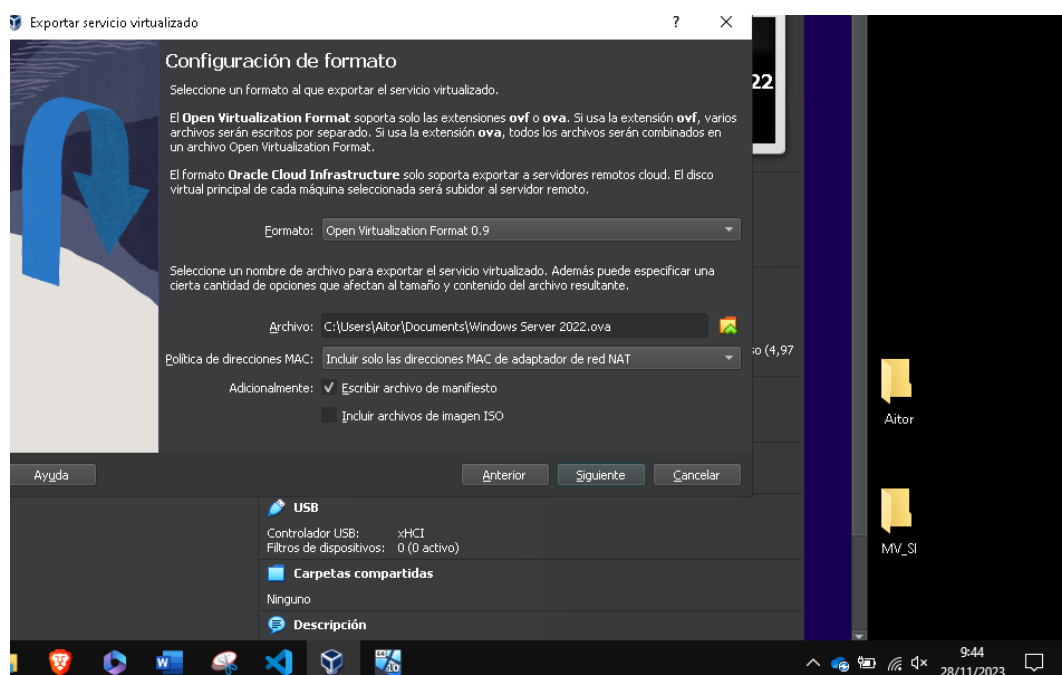 Exportar servicio virtualizado
?
Configuración de formato
Seleccione un formato al que exportar el servicio virtualizado.
22
El Open Virtualization Format soporta solo las extensiones ovf o ova. Si usa la extensión ovf, varios
archivos serán escritos por separado. Si usa la extensión ova, todos los archivos serán combinados en
un archivo Open Virtualization Format.
El formato Oracle Cloud Infrastructure solo soporta exportar a servidores remotos cloud. El disco
virtual principal de cada máquina seleccionada será subidor al servidor remoto.
Formato: Open Virtualization Format 0.9
Seleccione un nombre de archivo para exportar el servicio virtualizado. Además puede especificar una
cierta cantidad de opciones que afectan al tamaño y contenido del archivo resultante.
Archivo: C:\Users\Aitor\Documents\Windows Server 2022.ova
Política de direcciones MAC: Incluir solo las direcciones MAC de adaptador de red NAT
so (4,97
Adicionalmente: Escribir archivo de manifiesto
Incluir archivos de imagen ISO
Aitor
Ayuda Anterior Siguiente Cancelar
USB
Controlador USB: xHCI
Filtros de dispositivos: 0 (0 activo)
MV_SI
Carpetas compartidas
Ninguno
Descripción
9:44
28/11/2023